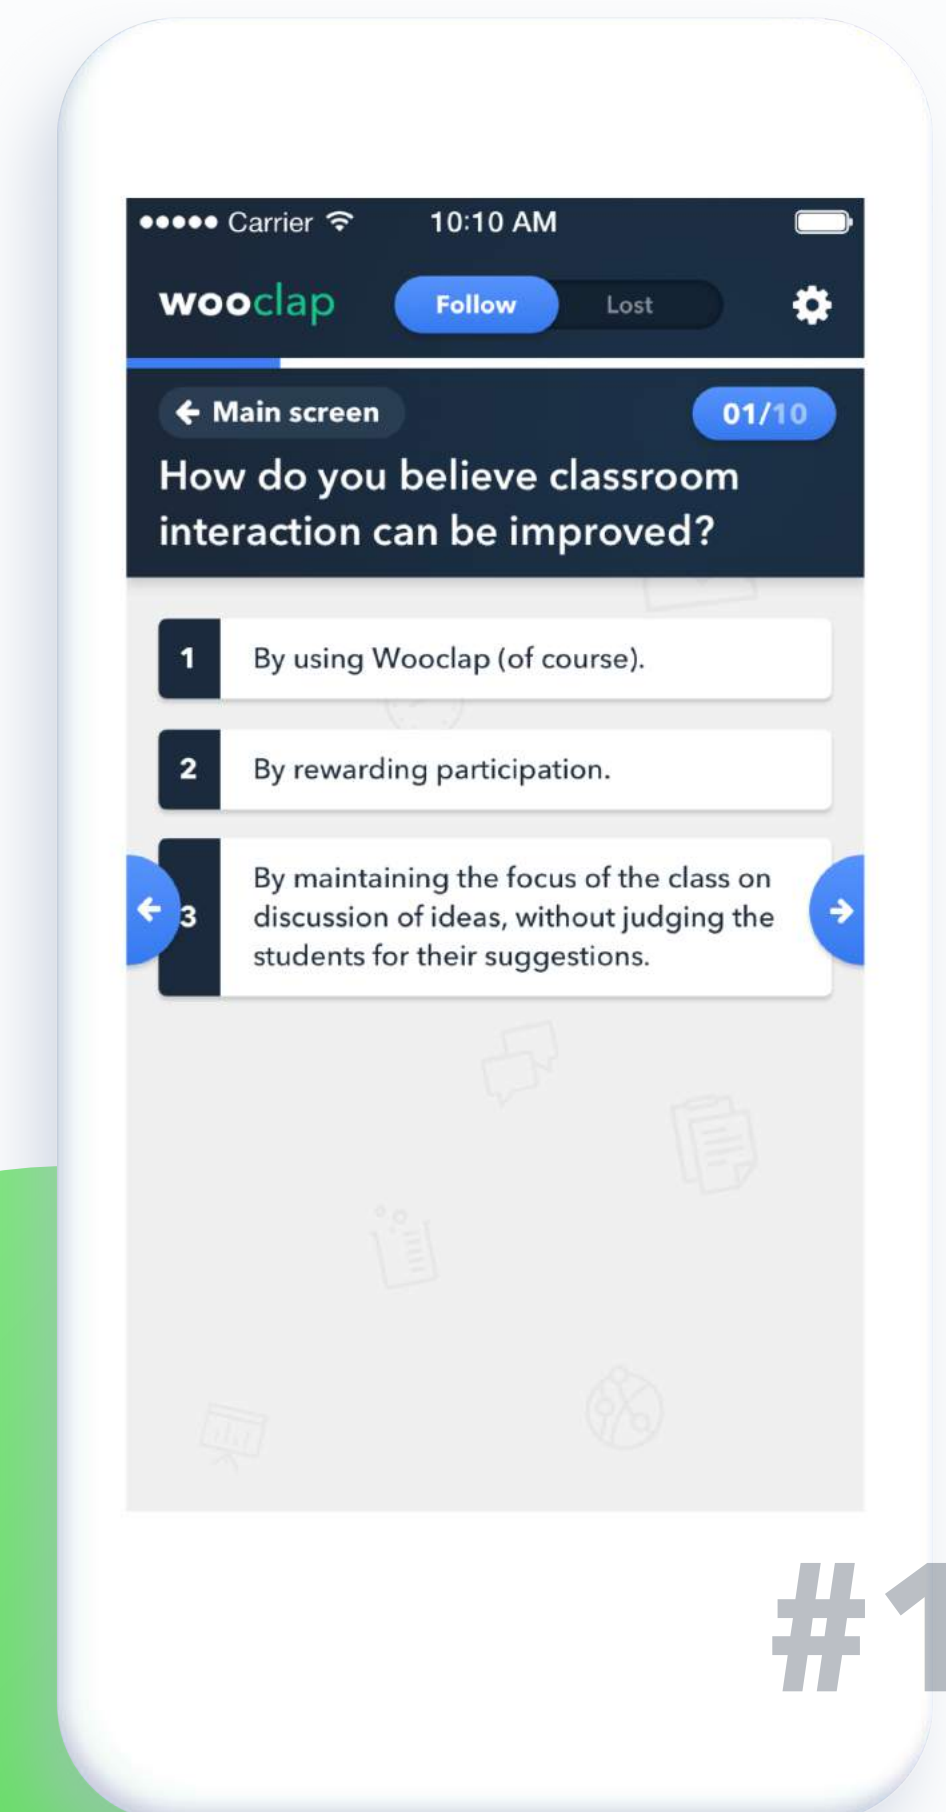 Carrier 10:10 AM
wooclap Follow Lost
Main screen 01/10
How do you believe classroom
interaction can be improved?
1 By using Wooclap (of course).
2 By rewarding participation.
By maintaining the focus of the class on
3 discussion of ideas, without judging the
students for their suggestions.
#1